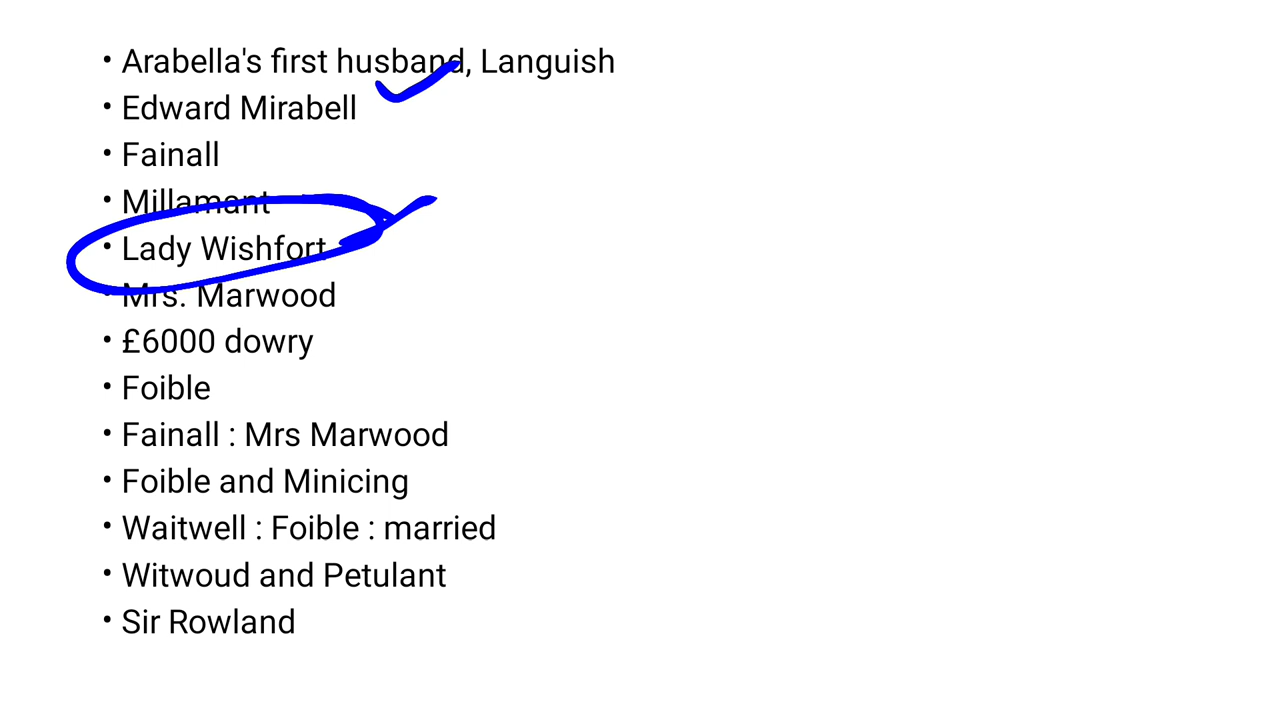 • Arabella's first husband, Languish
• Edward Mirabell
• Fainall
• Millamant
• Lady Wishfort
• Mrs. Marwood
• £6000 dowry
• Foible
• Fainall : Mrs Marwood
• Foible and Minicing
• Waitwell : Foible : married
• Witwoud and Petulant
• Sir Rowland